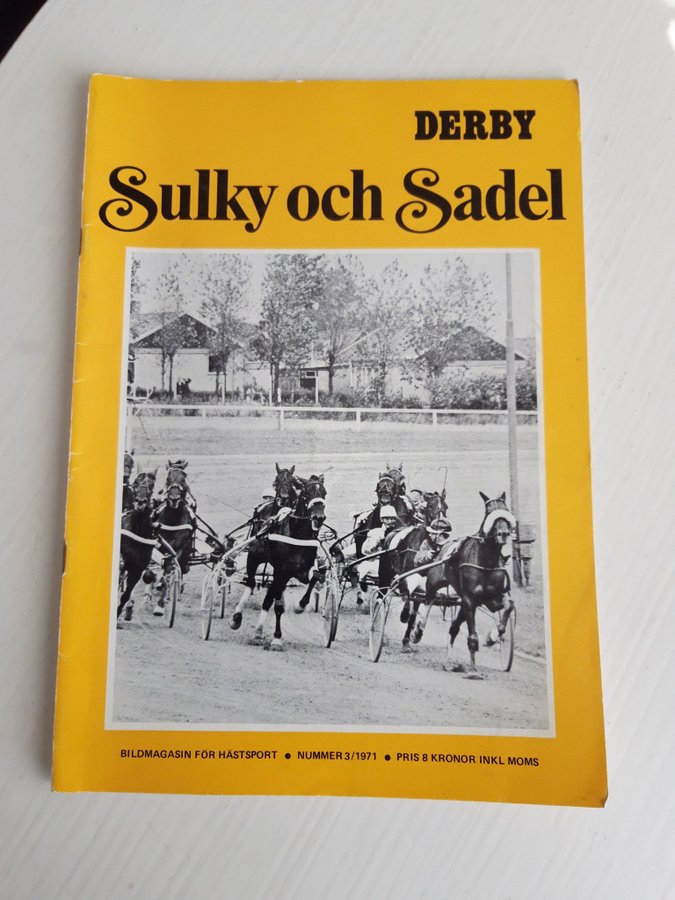 DERBY
Sulky och Sadel
BILDMAGASIN FÖR HÄSTSPORT ● NUMMER 3/1971 ● PRIS 8 KRONOR INKL MOMS